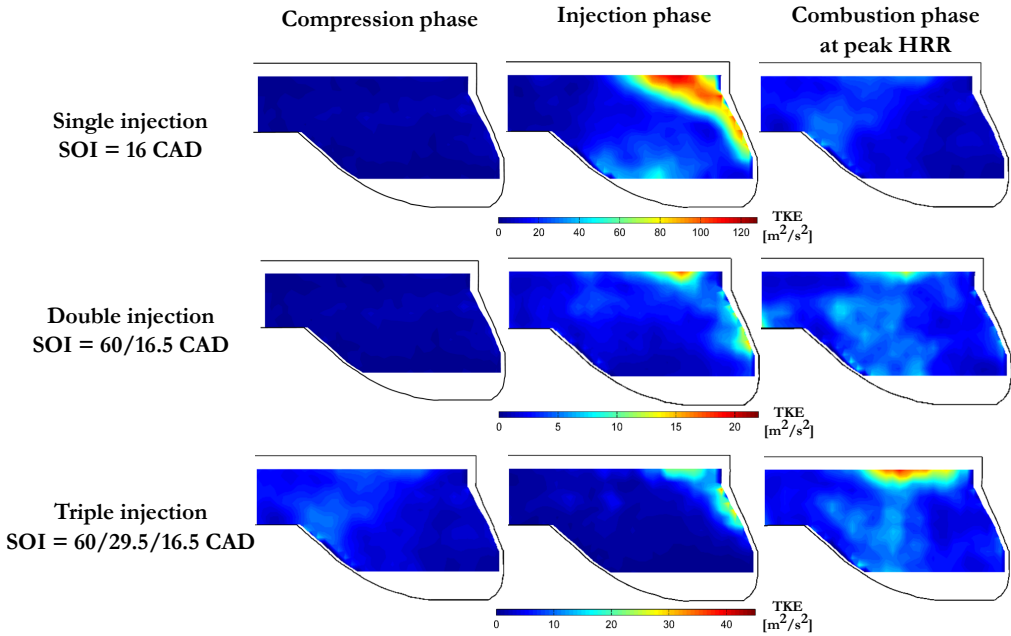 Compression phase
Injection phase
Combustion phase
at peak HRR
Single injection
SOI = 16 CAD
0 20 40 60 80 100 120
TKE
[m²/s²]
Double injection
SOI = 60/16.5 CAD
0 5 10 15 20
TKE
[m²/s²]
Triple injection
SOI = 60/29.5/16.5 CAD
0 10 20 30 40
TKE
[m²/s²]